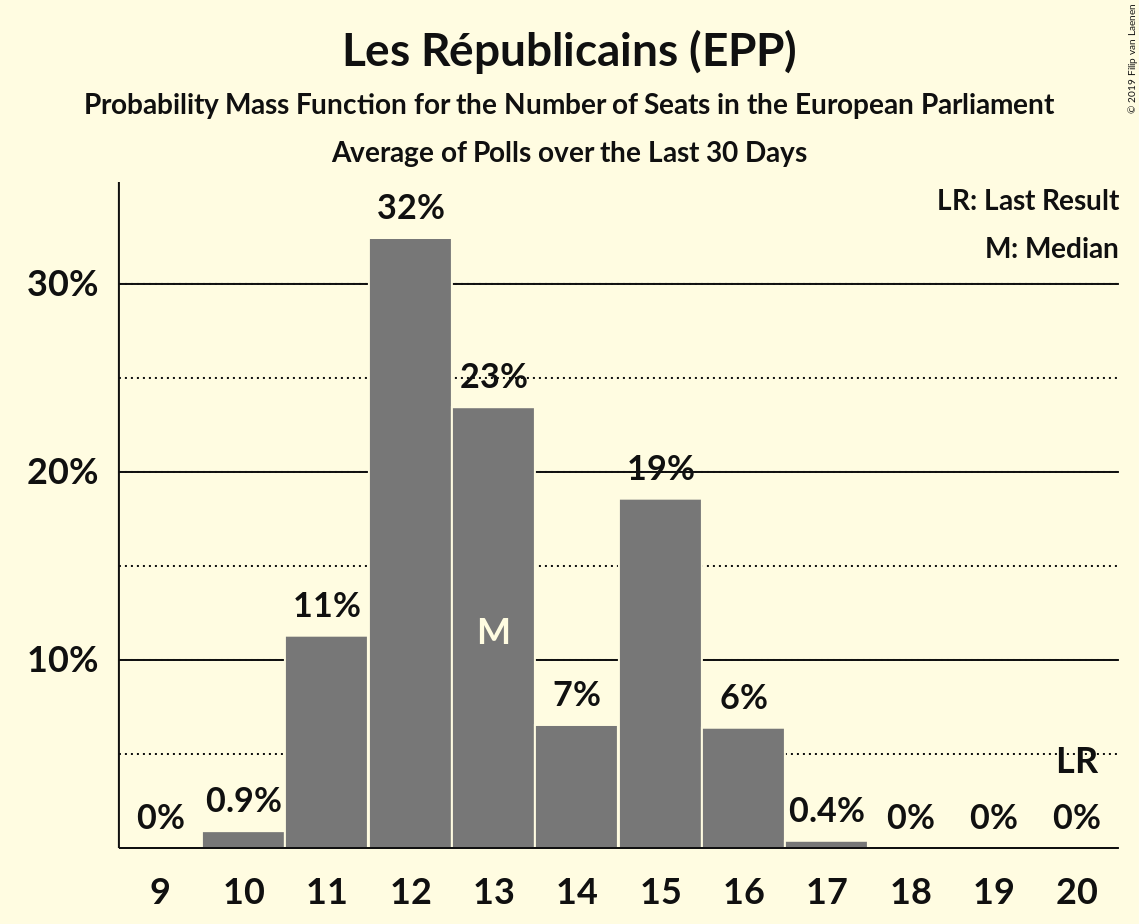 © 2019 Filip van Laenen
Les Républicains (EPP)
Probability Mass Function for the Number of Seats in the European Parliament
Average of Polls over the Last 30 Days
LR: Last Result
M: Median
30%
20%
10%
0%
0.9%
11%
32%
23%
7%
19%
6%
0.4%
0%
0%
0%
M
LR
9 10 11 12 13 14 15 16 17 18 19 20